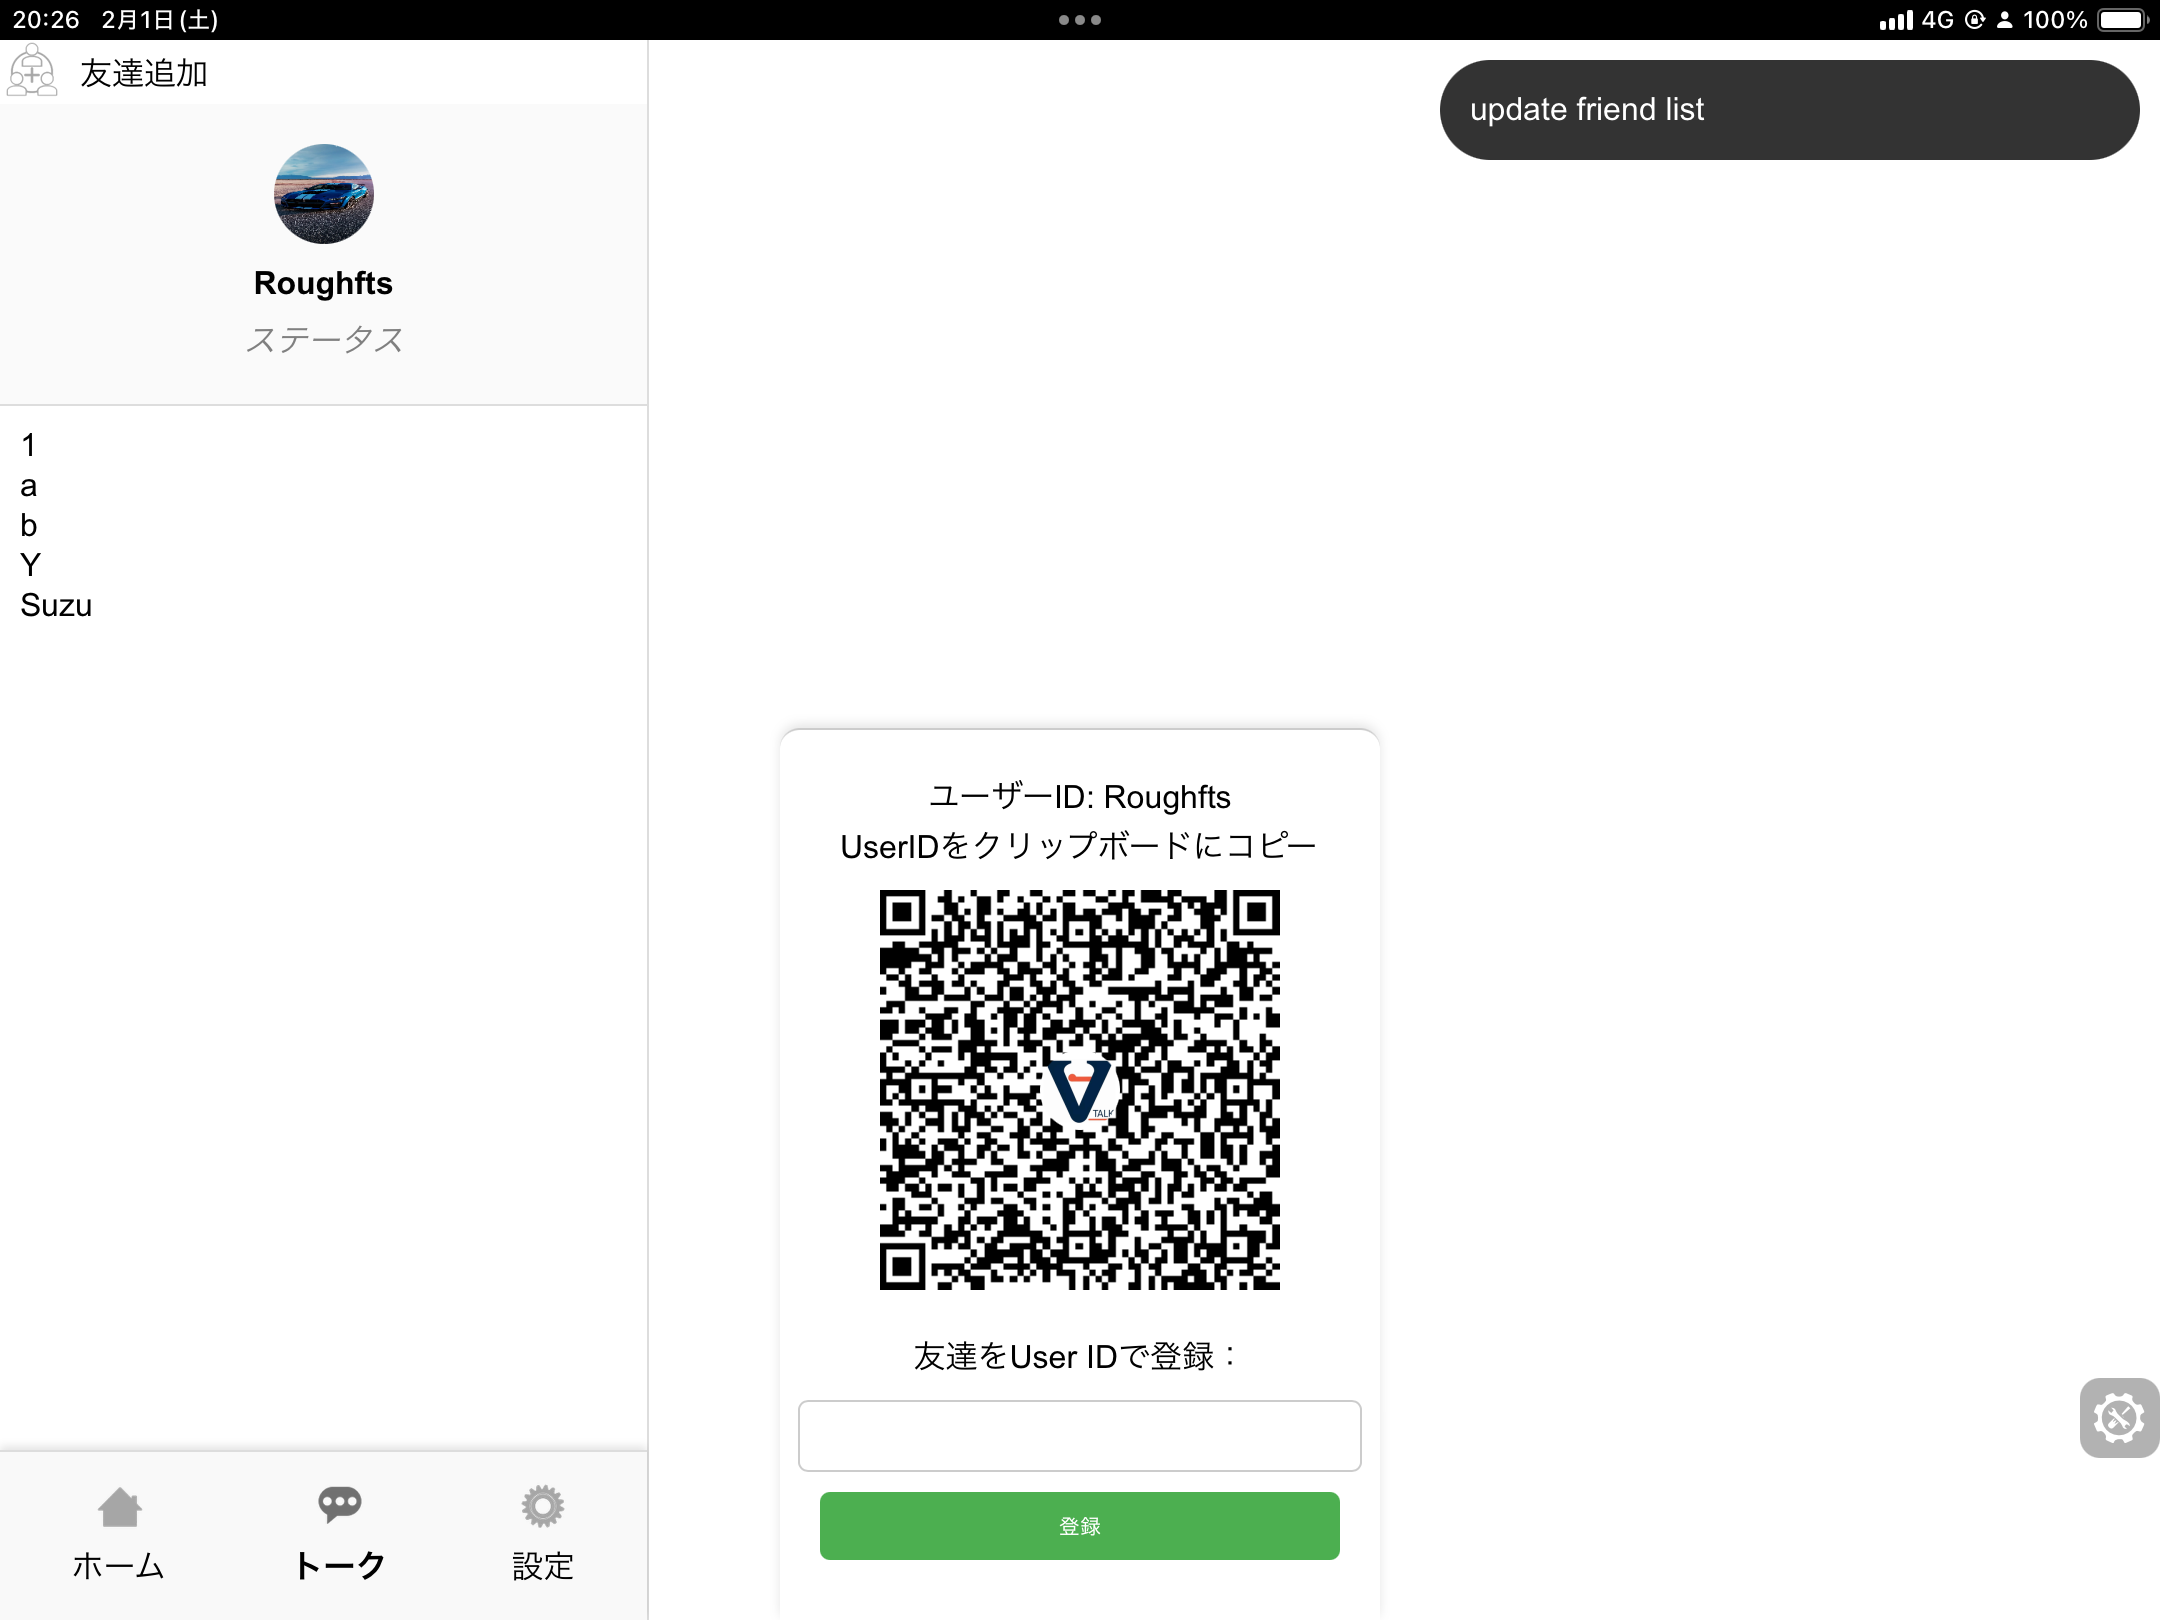 20:26 2月1日(土)
4G 100%
友達追加
update friend list
Roughfts
ステータス
1
a
b
Y
Suzu
ユーザーID: Roughfts
UserIDをクリップボードにコピー
TALK
友達をUser IDで登録：
登録
ホーム トーク 設定